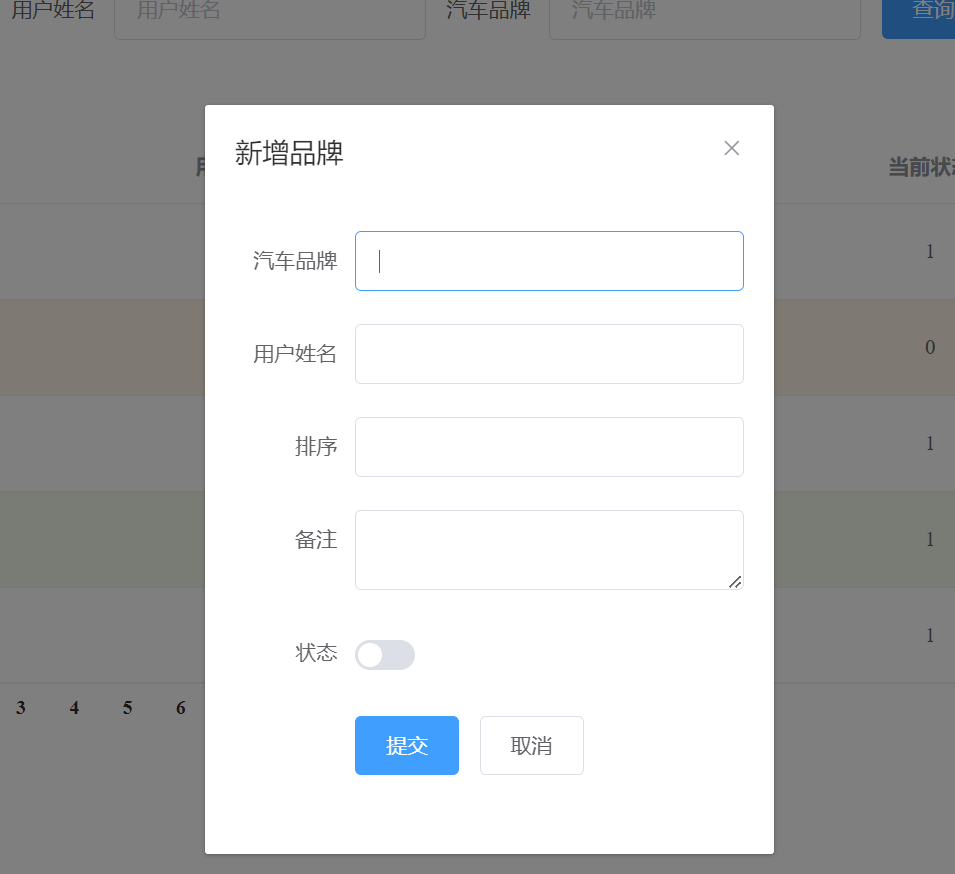 用户姓名 用户姓名 汽车品牌 汽车品牌 查询
新增品牌
当前状态
汽车品牌
1
用户姓名
0
排序
1
备注
1
状态
1
3 4 5 6
提交 取消